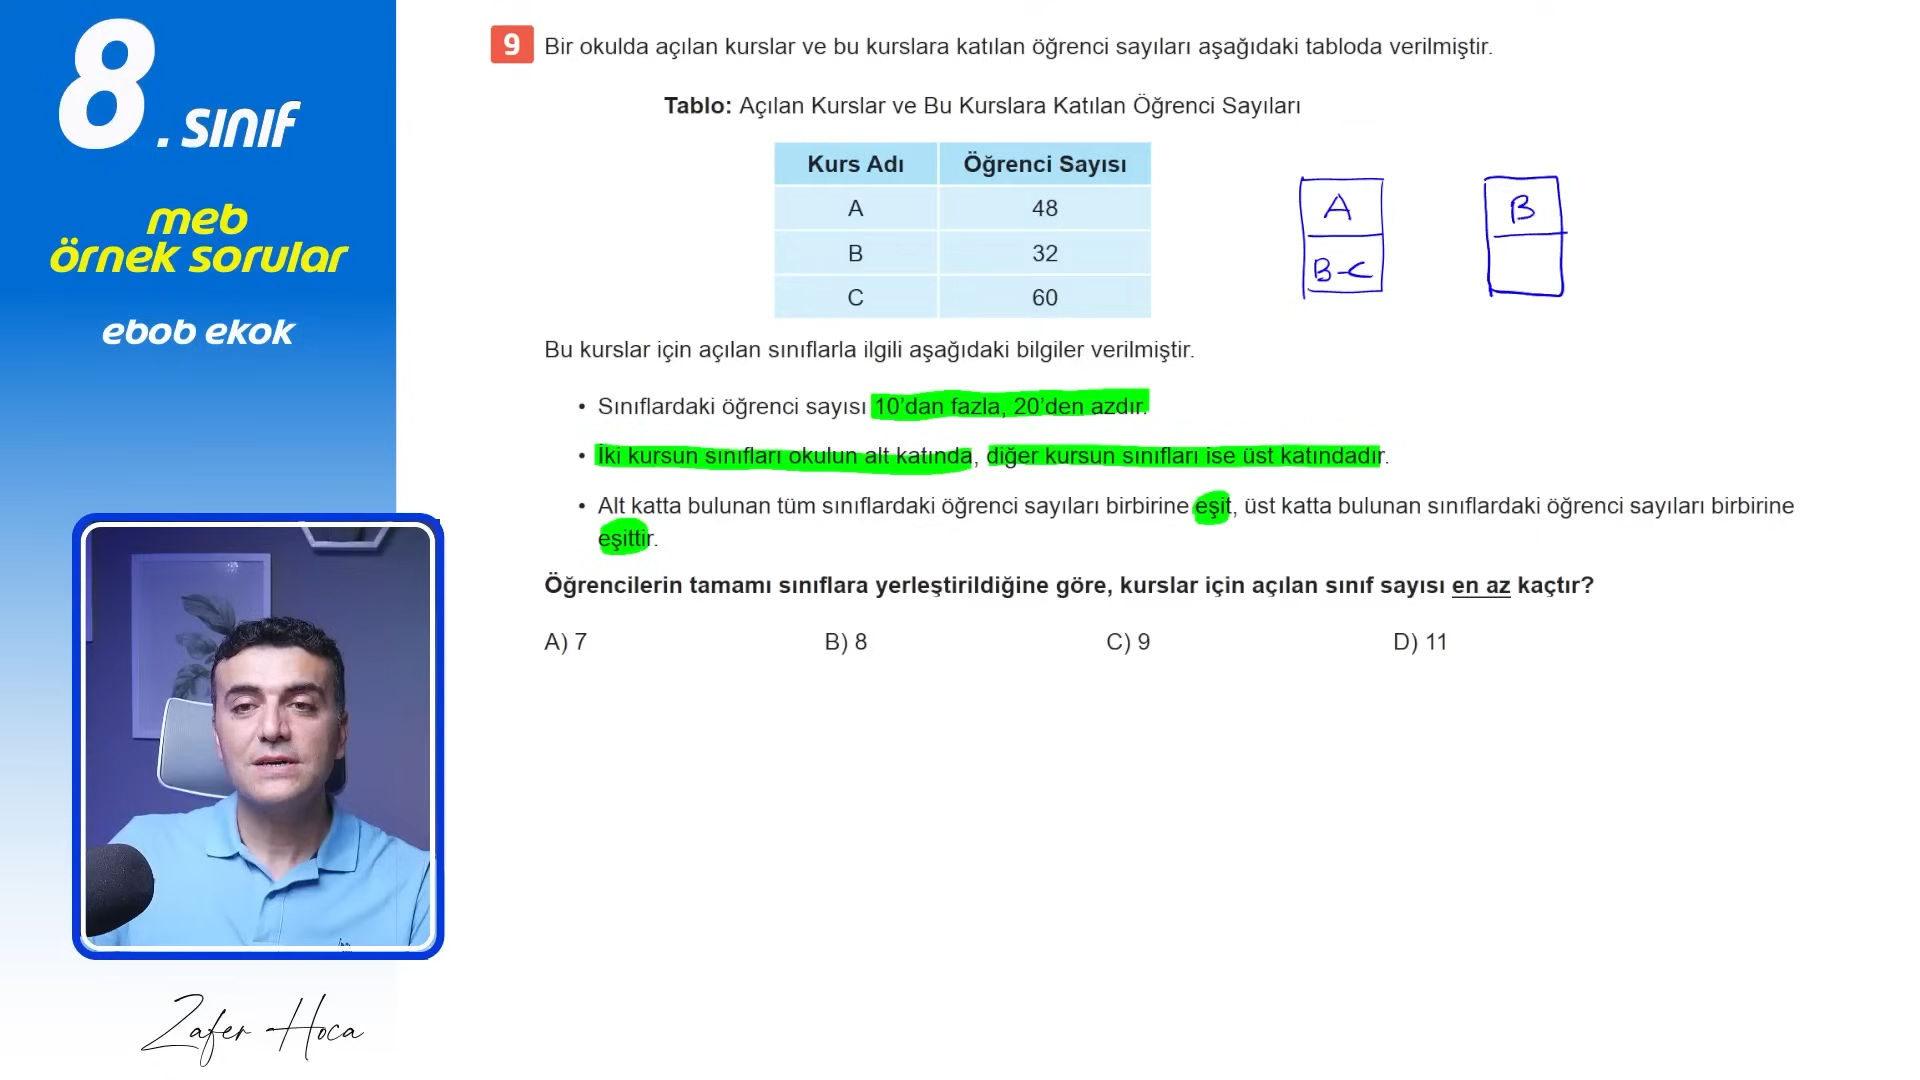 8. sınıf
meb
örnek sorular
ebob ekok
Zafer Hoca
9 Bir okulda açılan kurslar ve bu kurslara katılan öğrenci sayıları aşağıdaki tabloda verilmiştir.
Tablo: Açılan Kurslar ve Bu Kurslara Katılan Öğrenci Sayıları
Kurs Adı Öğrenci Sayısı
A 48
B 32
C 60
A
B-C
B
Bu kurslar için açılan sınıflarla ilgili aşağıdaki bilgiler verilmiştir.
• Sınıflardaki öğrenci sayısı 10’dan fazla, 20’den azdır.
• İki kursun sınıfları okulun alt katında, diğer kursun sınıfları ise üst katındadır.
• Alt katta bulunan tüm sınıflardaki öğrenci sayıları birbirine eşit, üst katta bulunan sınıflardaki öğrenci sayıları birbirine
eşittir.
Öğrencilerin tamamı sınıflara yerleştirildiğine göre, kurslar için açılan sınıf sayısı en az kaçtır?
A) 7 B) 8 C) 9 D) 11